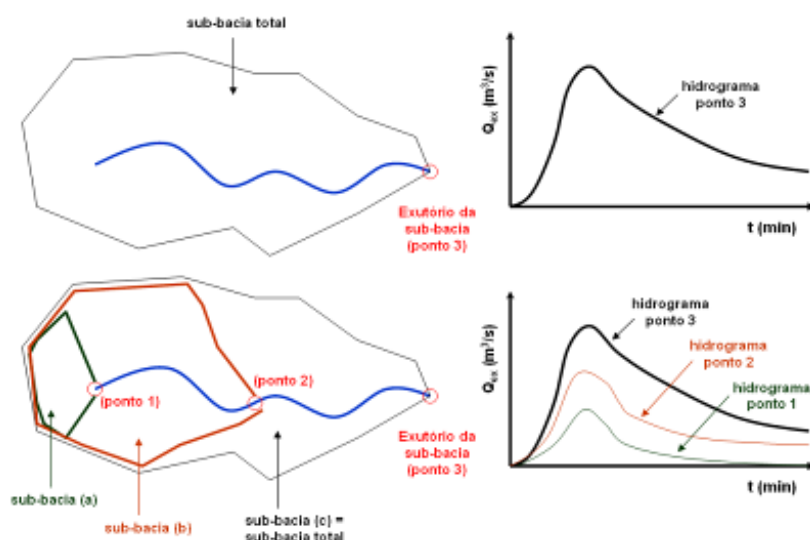 sub-bacia total
Exutório da
sub-bacia
(ponto 3)
Qex (m³/s)
hidrograma
ponto 3
t (min)
(ponto 1)
(ponto 2)
Exutório da
sub-bacia
(ponto 3)
sub-bacia (a)
sub-bacia (b)
sub-bacia (c) =
sub-bacia total
Qex (m³/s)
hidrograma
ponto 3
hidrograma
ponto 2
hidrograma
ponto 1
t (min)